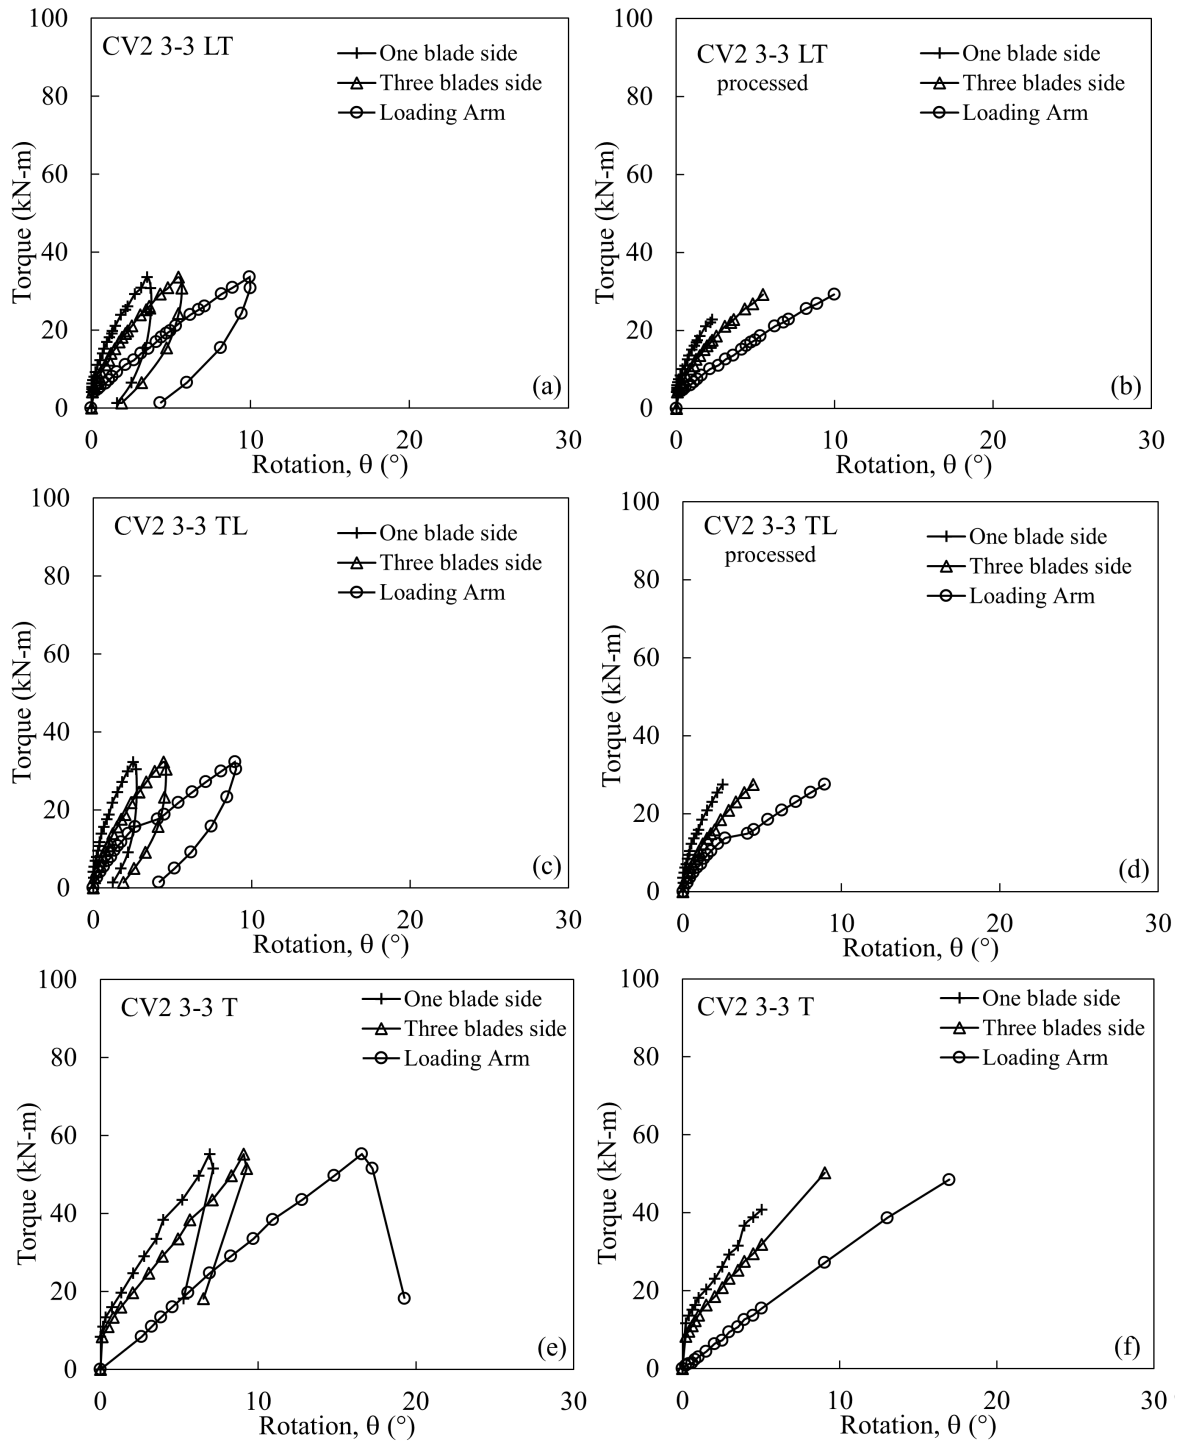 100
80
60
40
20
0
0
10
20
30
Torque (kN-m)
Rotation, θ (°)
CV2 3-3 LT
One blade side
Three blades side
Loading Arm
(a)
100
80
60
40
20
0
0
10
20
30
Torque (kN-m)
Rotation, θ (°)
CV2 3-3 LT
processed
One blade side
Three blades side
Loading Arm
(b)
100
80
60
40
20
0
0
10
20
30
Torque (kN-m)
Rotation, θ (°)
CV2 3-3 TL
One blade side
Three blades side
Loading Arm
(c)
100
80
60
40
20
0
0
10
20
30
Torque (kN-m)
Rotation, θ (°)
CV2 3-3 TL
processed
One blade side
Three blades side
Loading Arm
(d)
100
80
60
40
20
0
0
10
20
30
Torque (kN-m)
Rotation, θ (°)
CV2 3-3 T
One blade side
Three blades side
Loading Arm
(e)
100
80
60
40
20
0
0
10
20
30
Torque (kN-m)
Rotation, θ (°)
CV2 3-3 T
One blade side
Three blades side
Loading Arm
(f)